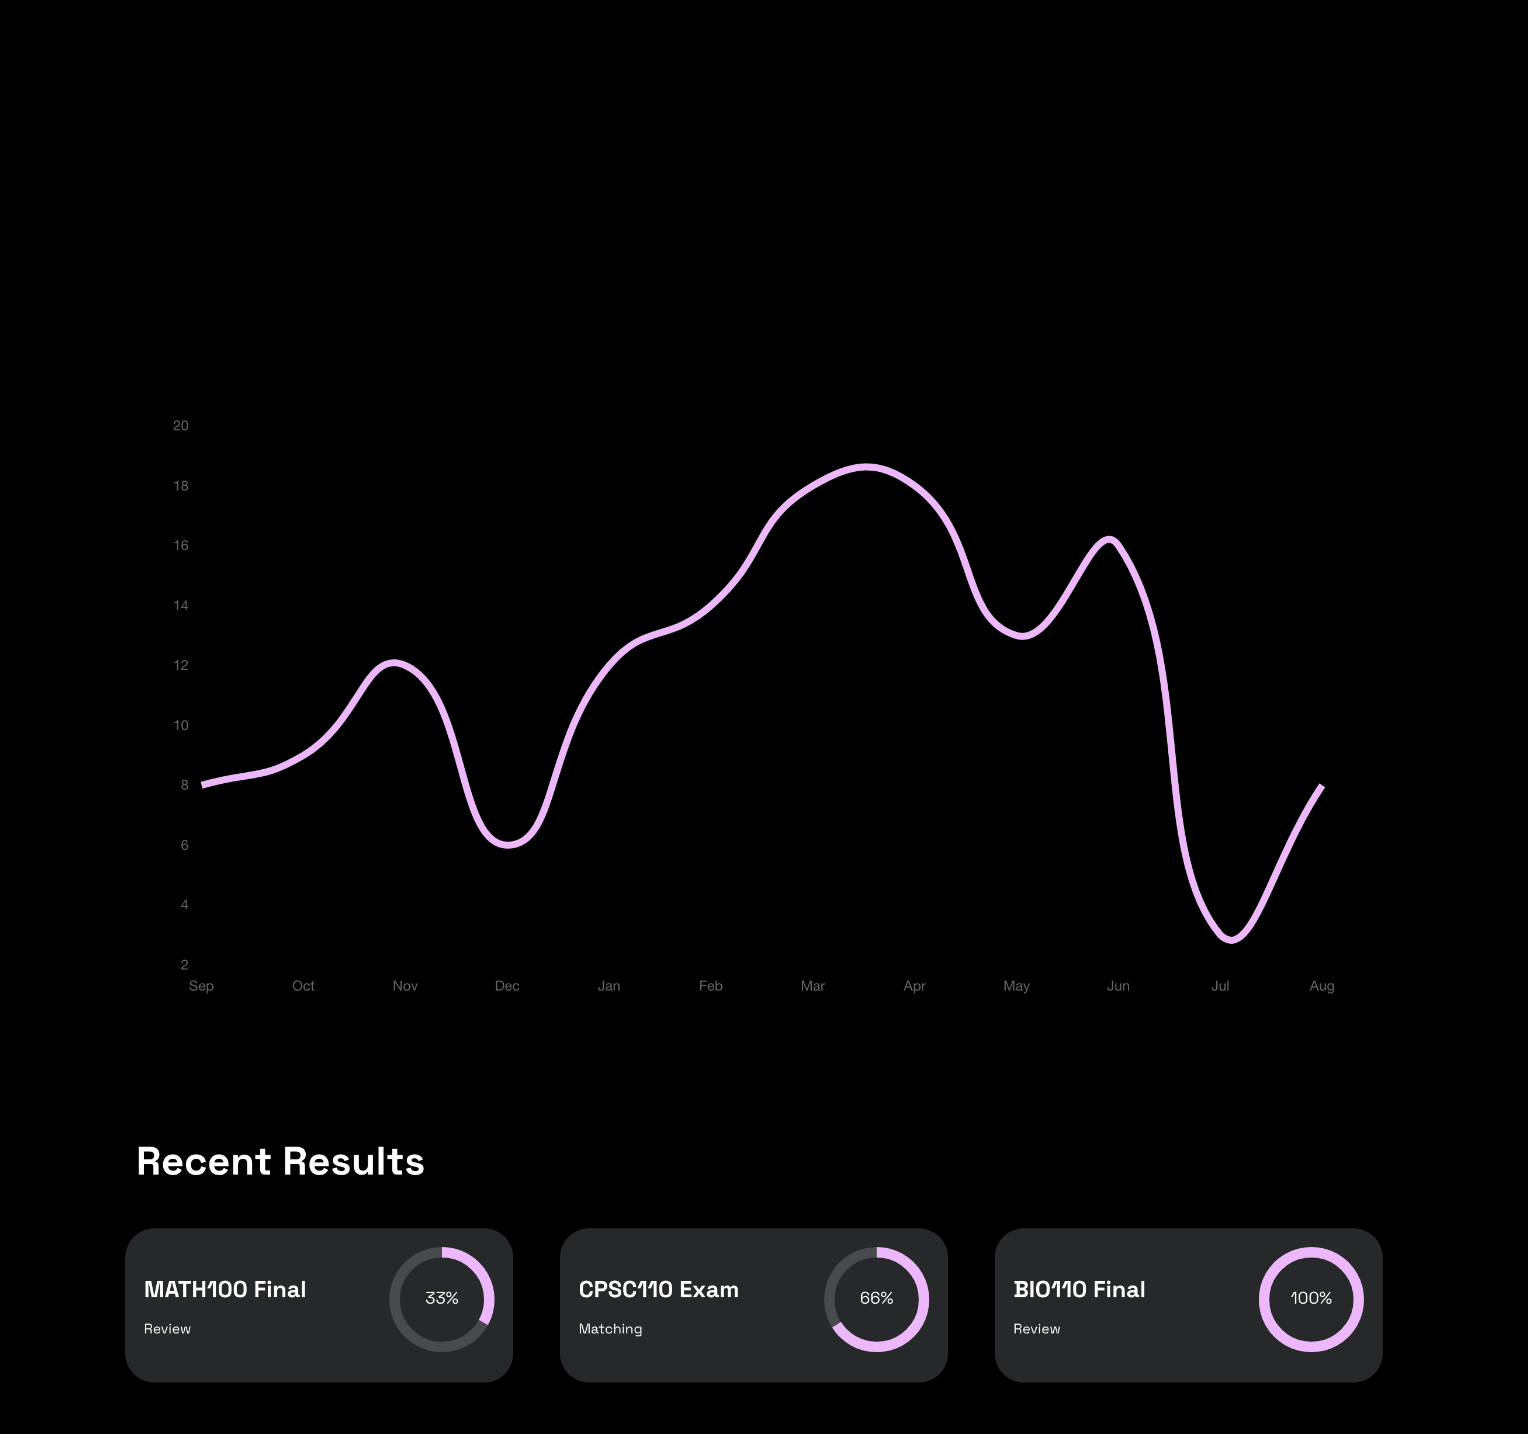 20
18
16
14
12
10
8
6
4
2
Sep Oct Nov Dec Jan Feb Mar Apr May Jun Jul Aug
Recent Results
MATH100 Final
33%
Review
CPSC110 Exam
66%
Matching
BIO110 Final
100%
Review